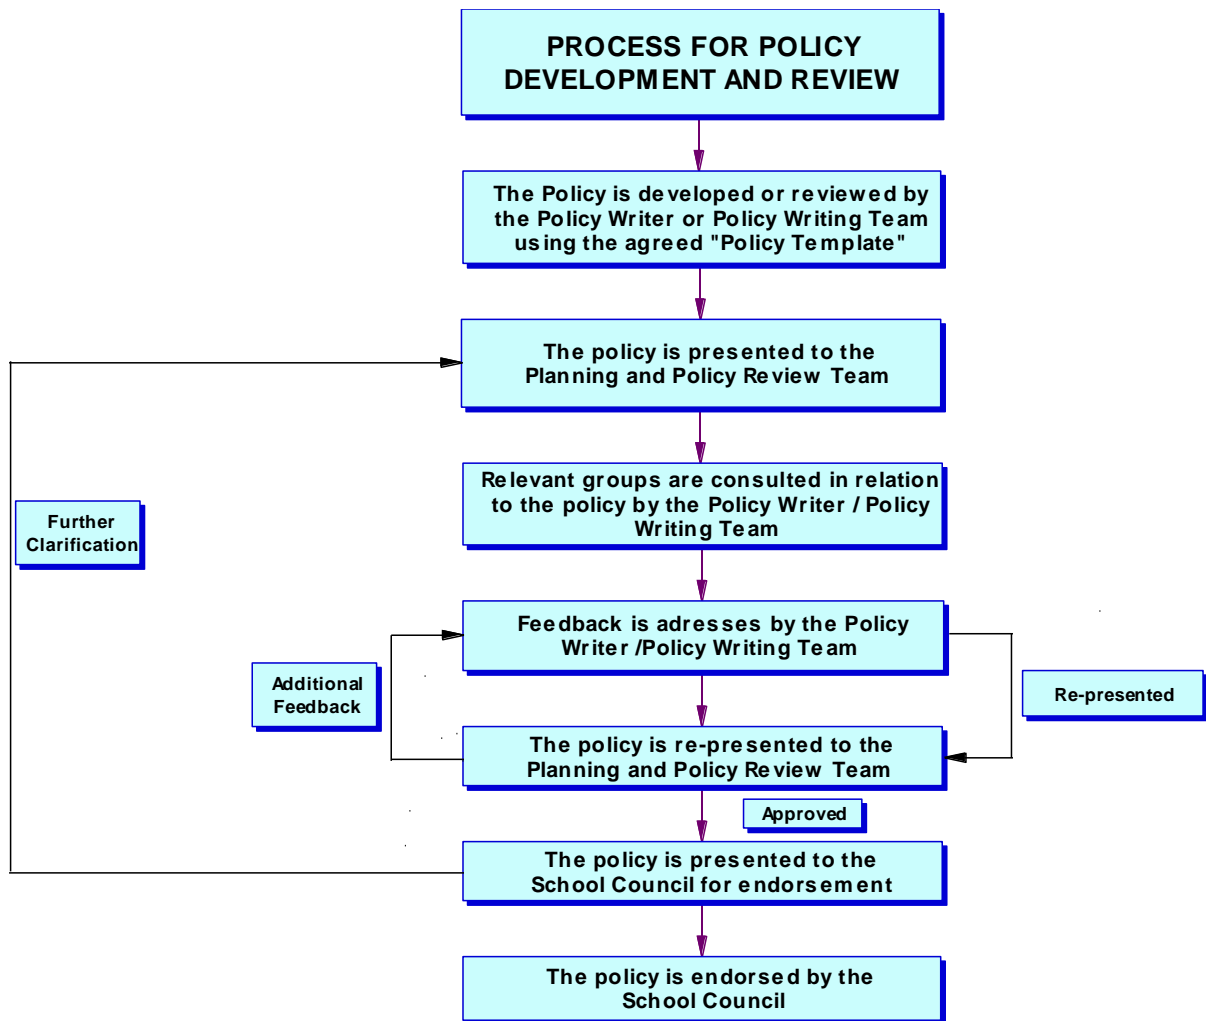 PROCESS FOR POLICY
DEVELOPMENT AND REVIEW
The Policy is developed or reviewed by
the Policy Writer or Policy Writing Team
using the agreed "Policy Template"
The policy is presented to the
Planning and Policy Review Team
Relevant groups are consulted in relation
to the policy by the Policy Writer / Policy
Writing Team
Further
Clarification
Feedback is adresses by the Policy
Writer /Policy Writing Team
Additional
Feedback
Re-presented
The policy is re-presented to the
Planning and Policy Review Team
Approved
The policy is presented to the
School Council for endorsement
The policy is endorsed by the
School Council